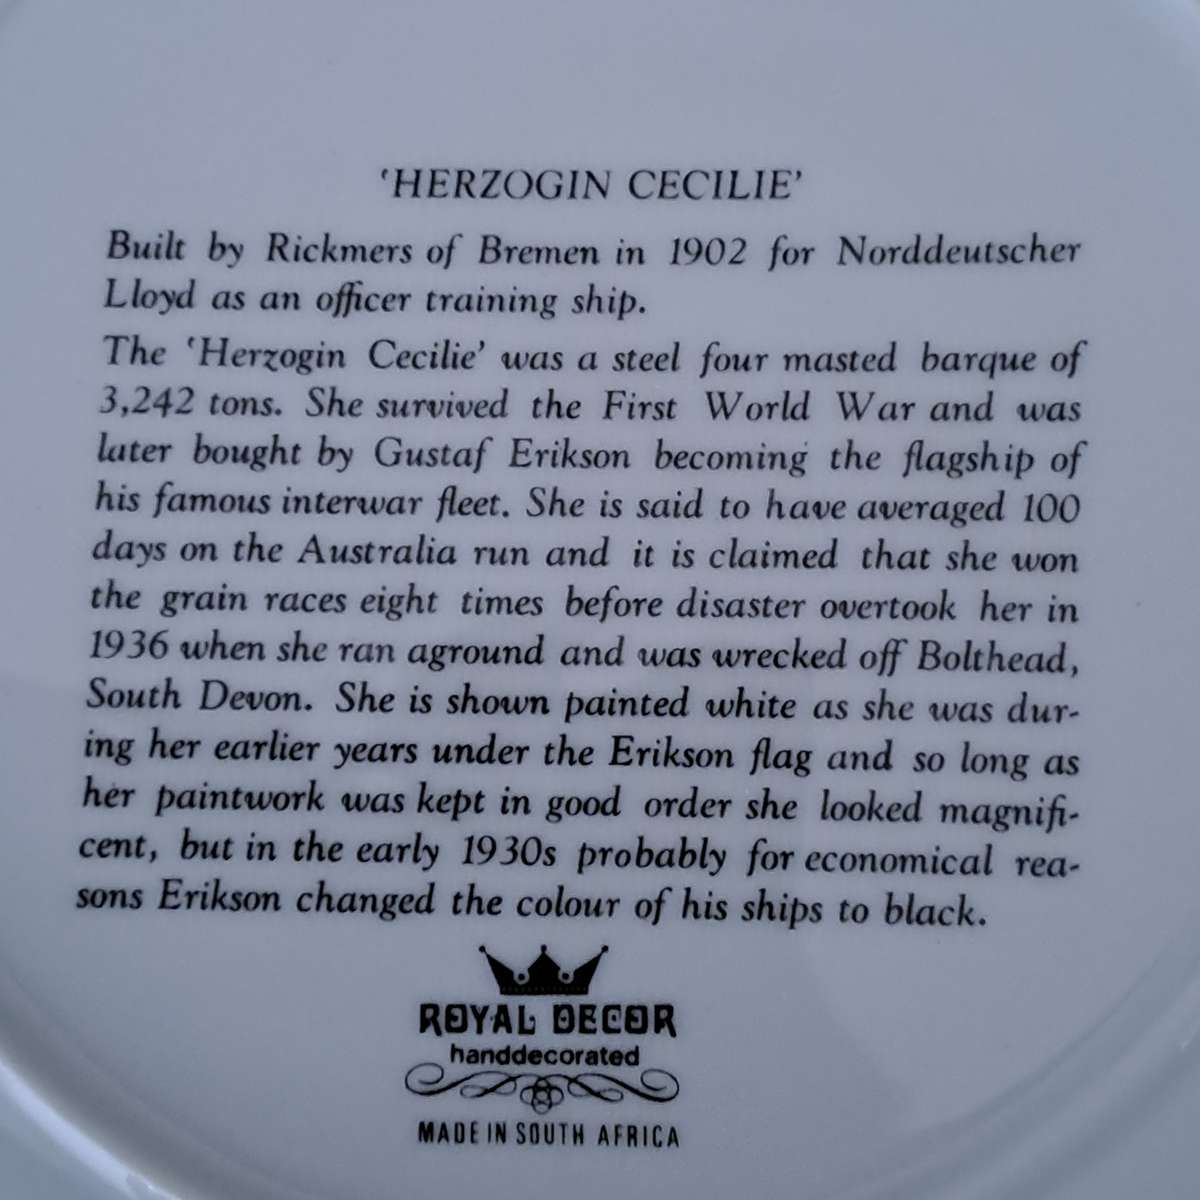 ‘HERZOGIN CECILIE’
Built by Rickmers of Bremen in 1902 for Norddeutscher
Lloyd as an officer training ship.
The ‘Herzogin Cecilie’ was a steel four masted barque of
3,242 tons. She survived the First World War and was
later bought by Gustaf Erikson becoming the flagship of
his famous interwar fleet. She is said to have averaged 100
days on the Australia run and it is claimed that she won
the grain races eight times before disaster overtook her in
1936 when she ran aground and was wrecked off Bolthead,
South Devon. She is shown painted white as she was dur-
ing her earlier years under the Erikson flag and so long as
her paintwork was kept in good order she looked magnifi-
cent, but in the early 1930s probably for economical rea-
sons Erikson changed the colour of his ships to black.
ROYAL DECOR
handdecorated
MADE IN SOUTH AFRICA